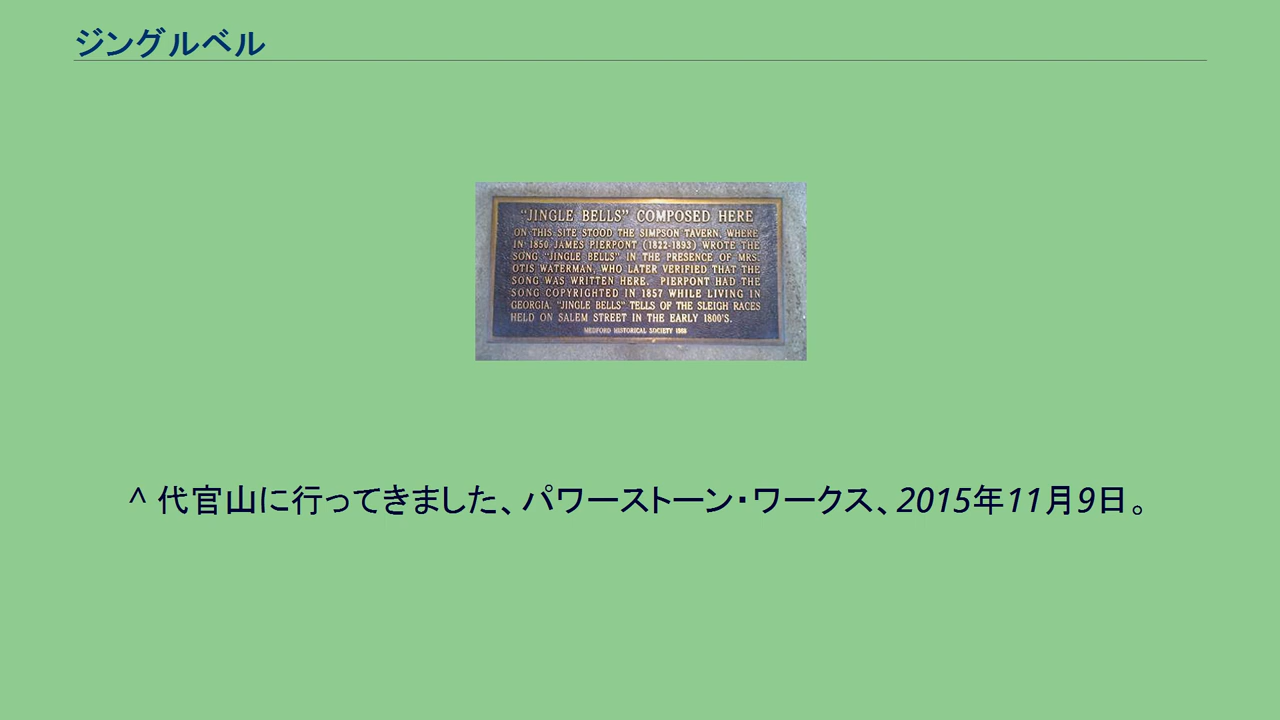 ジングルベル
“JINGLE BELLS” COMPOSED HERE
ON THIS SITE STOOD THE SIMPSON TAVERN, WHERE
IN 1850 JAMES PIERPONT (1822-1893) WROTE THE
SONG “JINGLE BELLS” IN THE PRESENCE OF MRS.
OTIS WATERMAN, WHO LATER VERIFIED THAT THE
SONG WAS WRITTEN HERE. PIERPONT HAD THE
SONG COPYRIGHTED IN 1857 WHILE LIVING IN
GEORGIA. “JINGLE BELLS” TELLS OF THE SLEIGH RACES
HELD ON SALEM STREET IN THE EARLY 1800'S.
MEDFORD HISTORICAL SOCIETY
^ 代官山に行ってきました、パワーストーン・ワークス、2015年11月9日。